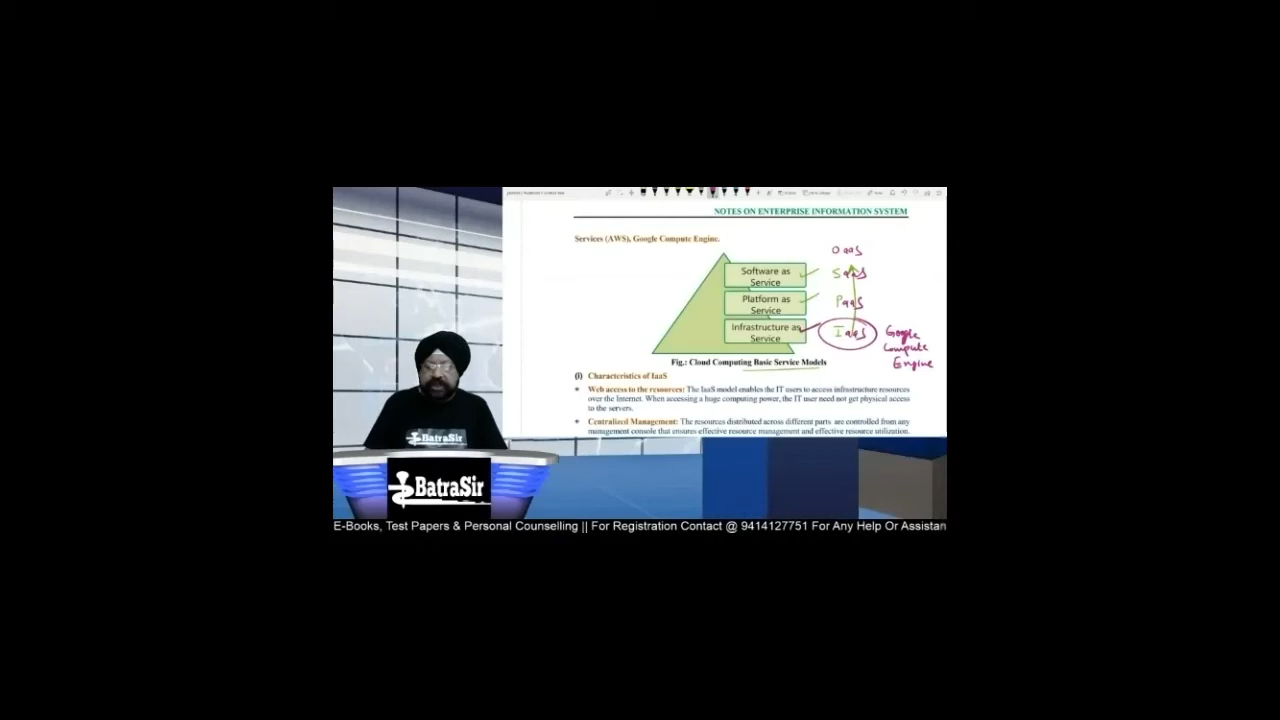 NOTES ON ENTERPRISE INFORMATION SYSTEM
Services (AWS), Google Compute Engine.
OaaS
Software as
Service
SaaS
Platform as
Service
PaaS
Infrastructure as
Service
IaaS
Google
Compute
Engine
Fig.: Cloud Computing Basic Service Models
(i) Characteristics of IaaS
Web access to the resources: The IaaS model enables the IT users to access infrastructure resources
over the Internet. When accessing a huge computing power, the IT user need not get physical access
to the servers.
Centralized Management: The resources distributed across different parts are controlled from any
management console that ensures effective resource management and effective resource utilization.
BatraSir
BatraSir
E-Books, Test Papers & Personal Counselling || For Registration Contact @ 9414127751 For Any Help Or Assistan